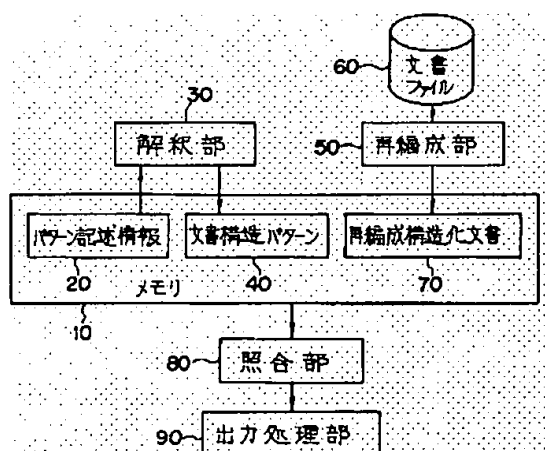 60
文書
ファイル
30
解釈部
50
再編成部
パターン記述情報
文書構造パターン
再編成構造化文書
20
メモリ
40
70
10
80
照合部
90
出力処理部